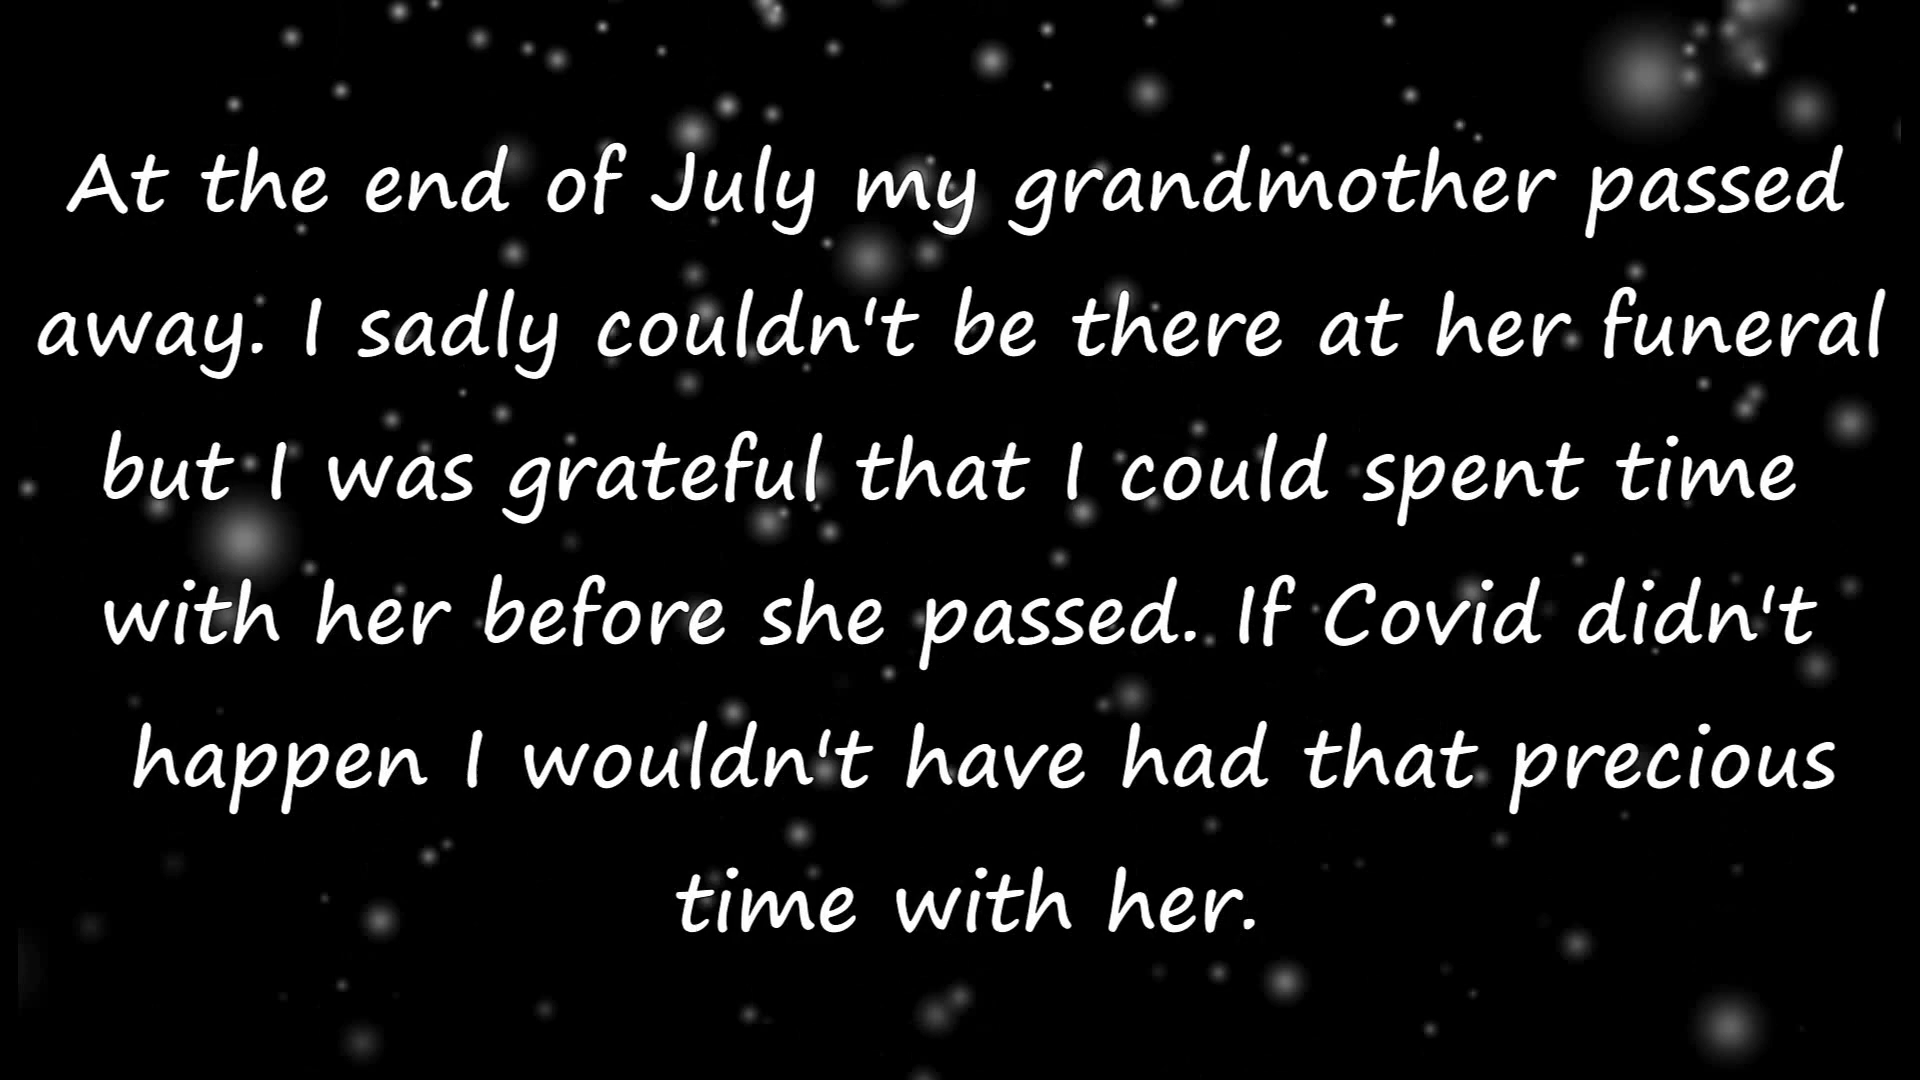 At the end of July my grandmother passed
away. I sadly couldn't be there at her funeral
but I was grateful that I could spent time
with her before she passed. If Covid didn't
happen I wouldn't have had that precious
time with her.